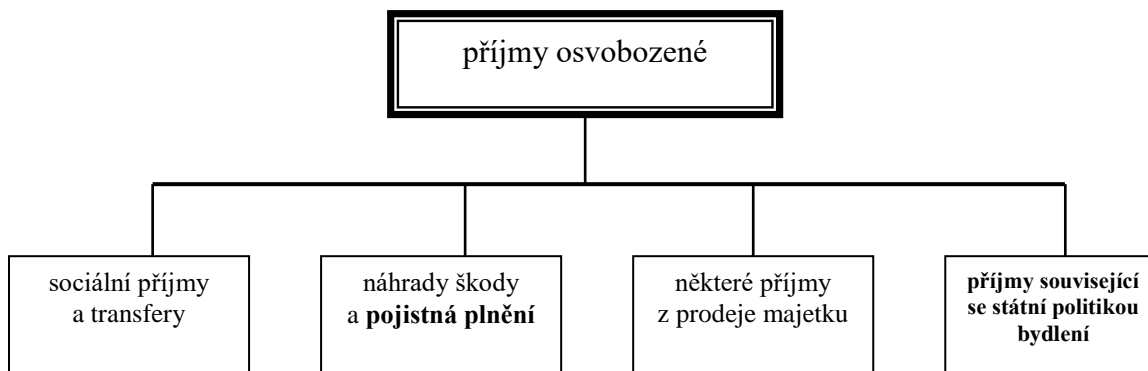 příjmy osvobozené
sociální příjmy
a transfery
náhrady škody
a pojistná plnění
některé příjmy
z prodeje majetku
příjmy související
se státní politikou
bydlení